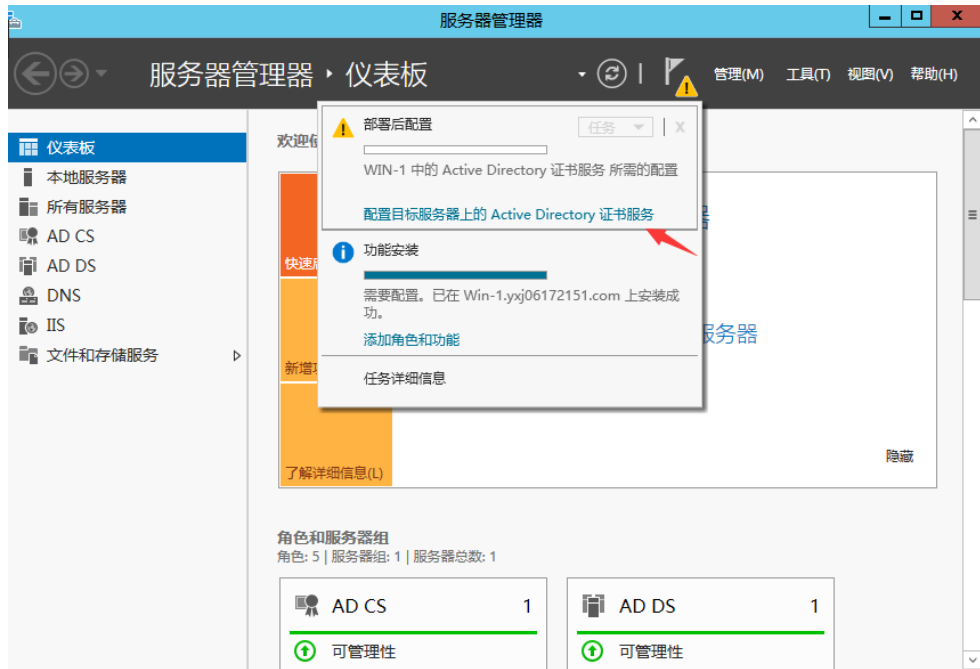 服务器管理器
服务器管理器 · 仪表板
管理(M) 工具(T) 视图(V) 帮助(H)
仪表板
本地服务器
所有服务器
AD CS
AD DS
DNS
IIS
文件和存储服务
欢迎
部署后配置
任务
X
WIN-1 中的 Active Directory 证书服务 所需的配置
配置目标服务器上的 Active Directory 证书服务
功能安装
需要配置。已在 Win-1.yxj06172151.com 上安装成
功。
添加角色和功能
任务详细信息
快速
新增
服务器
了解详细信息(L)
隐藏
角色和服务器组
角色: 5 | 服务器组: 1 | 服务器总数: 1
AD CS 1
可管理性
AD DS 1
可管理性